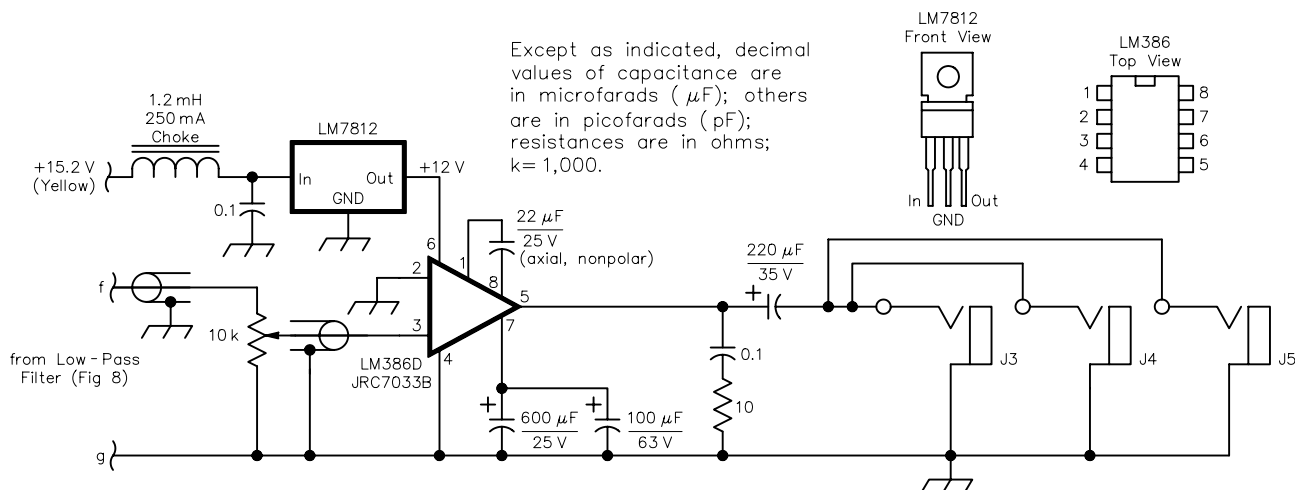 Except as indicated, decimal
values of capacitance are
in microfarads ( μF); others
are in picofarads ( pF);
resistances are in ohms;
k= 1,000.
LM7812
Front View
In
Out
GND
LM386
Top View
1
2
3
4
8
7
6
5
1.2 mH
250 mA
Choke
+15.2 V
(Yellow)
0.1
LM7812
In
Out
GND
+12 V
22 μF
25 V
(axial, nonpolar)
f
from Low-Pass
Filter (Fig 8)
g
10 k
6
1
8
2
3
5
7
4
LM386D
JRC7033B
+
600 μF
25 V
+
100 μF
63 V
220 μF
35 V
+
0.1
10
J3
J4
J5